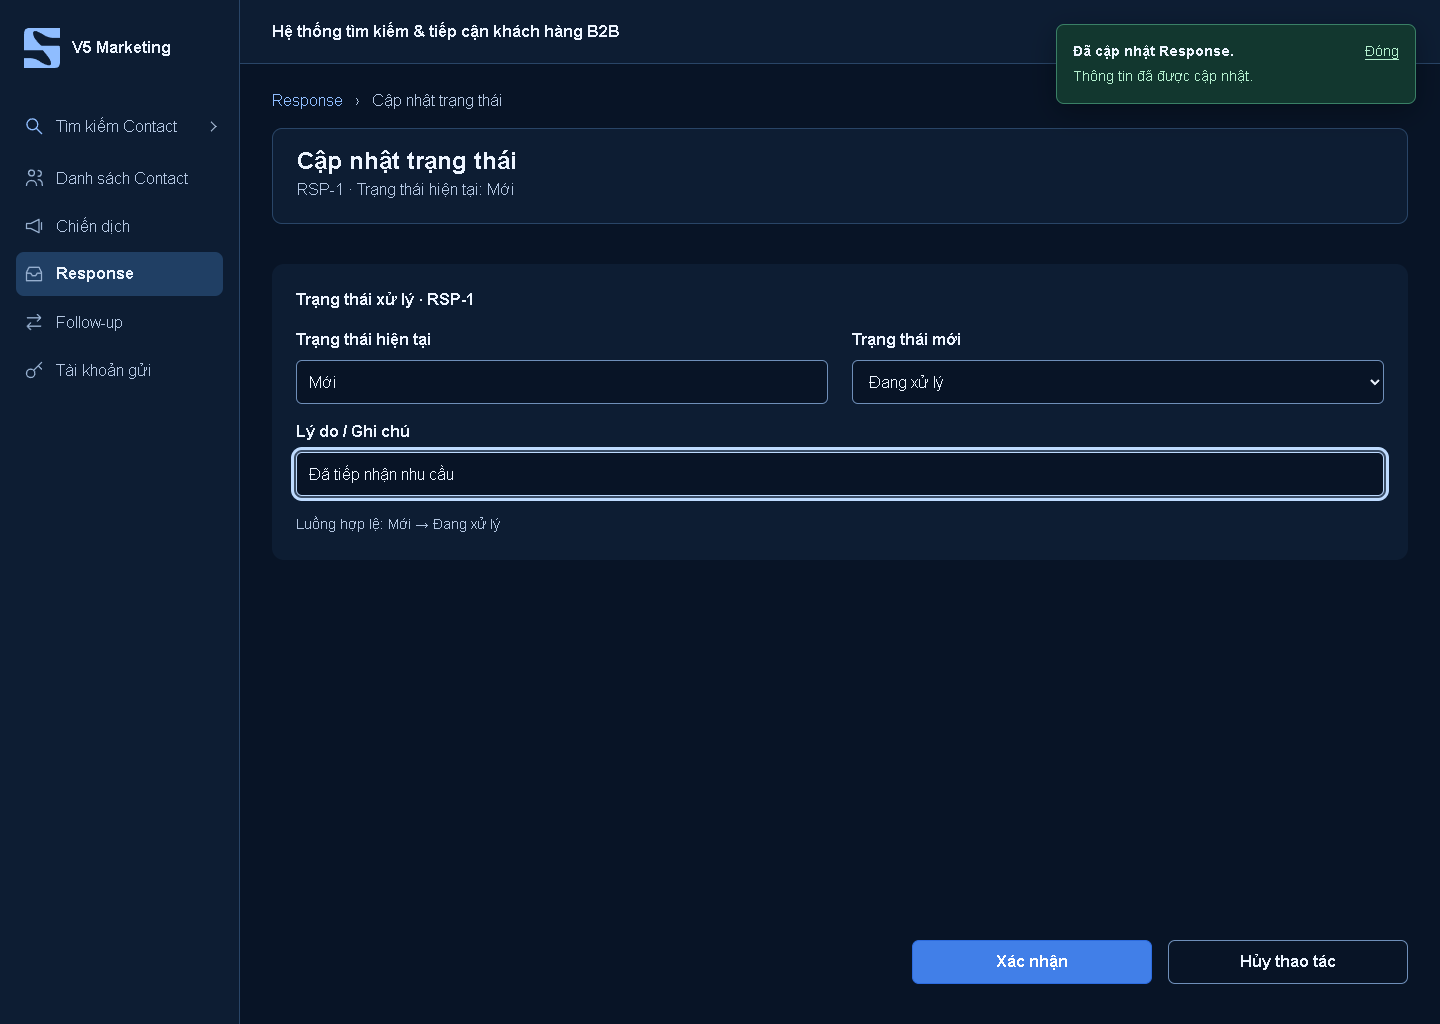 V5 Marketing
Tìm kiếm Contact
Danh sách Contact
Chiến dịch
Response
Follow-up
Tài khoản gửi
Hệ thống tìm kiếm & tiếp cận khách hàng B2B
Đã cập nhật Response.
Đóng
Thông tin đã được cập nhật.
Response › Cập nhật trạng thái
Cập nhật trạng thái
RSP-1 · Trạng thái hiện tại: Mới
Trạng thái xử lý · RSP-1
Trạng thái hiện tại
Trạng thái mới
Mới
Đang xử lý
Lý do / Ghi chú
Đã tiếp nhận nhu cầu
Luồng hợp lệ: Mới → Đang xử lý
Xác nhận
Hủy thao tác